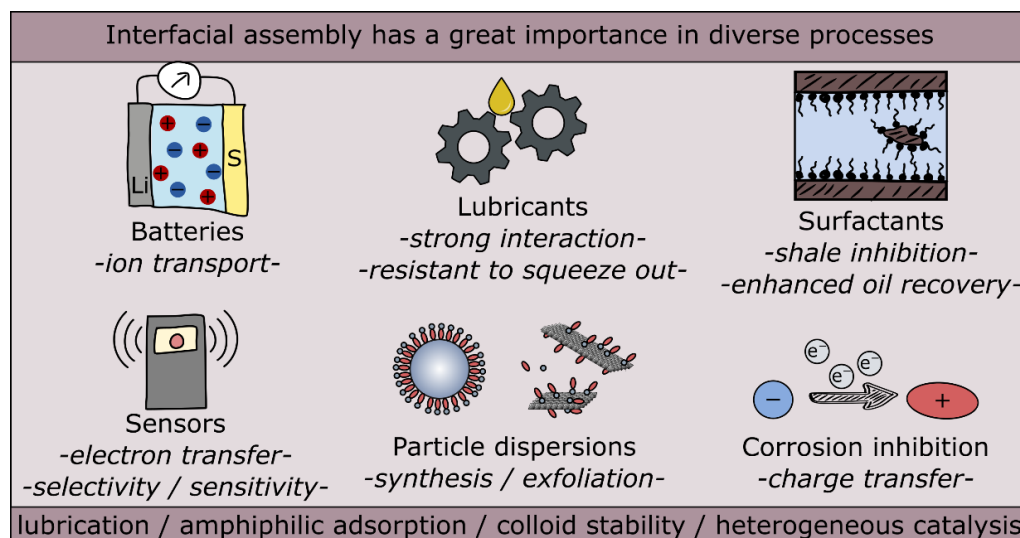 Interfacial assembly has a great importance in diverse processes
Li
S
Batteries
-ion transport-
Lubricants
-strong interaction-
-resistant to squeeze out-
Surfactants
-shale inhibition-
-enhanced oil recovery-
Sensors
-electron transfer-
-selectivity / sensitivity-
Particle dispersions
-synthesis / exfoliation-
e⁻
e⁻
e⁻
Corrosion inhibition
-charge transfer-
lubrication / amphiphilic adsorption / colloid stability / heterogeneous catalysis